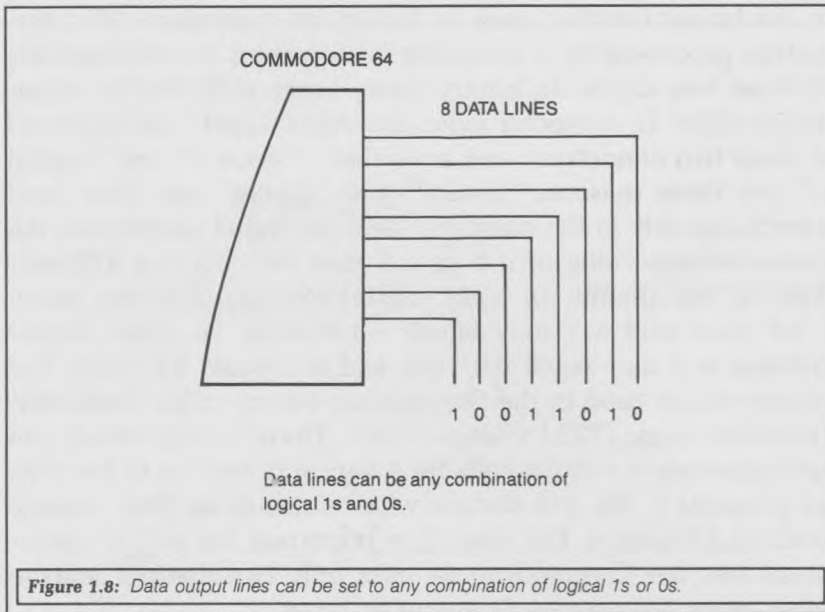 COMMODORE 64
8 DATA LINES
1 0 0 1 1 0 1 0
Data lines can be any combination of
logical 1s and 0s.
Figure 1.8: Data output lines can be set to any combination of logical 1s or 0s.